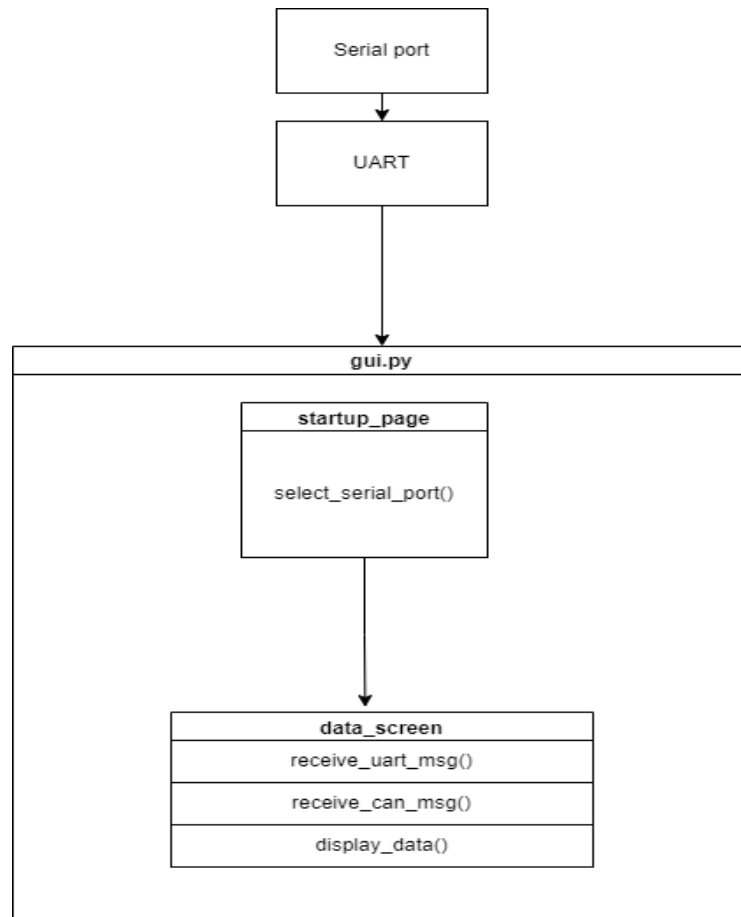 Serial port
UART
gui.py
startup_page
select_serial_port()
data_screen
receive_uart_msg()
receive_can_msg()
display_data()